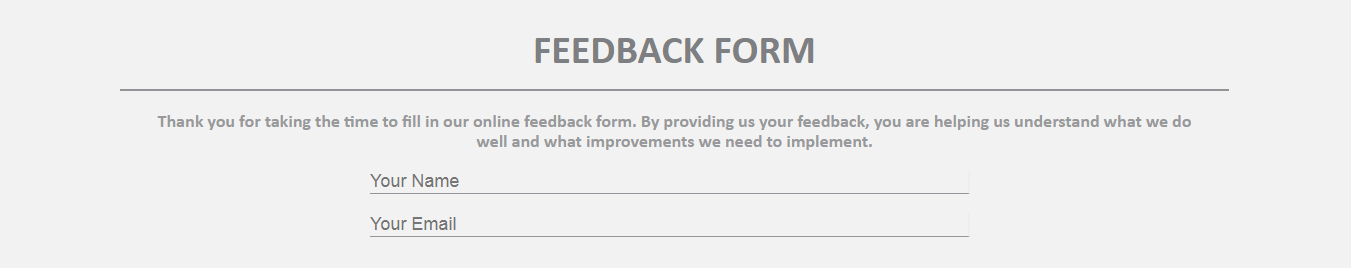 FEEDBACK FORM
Thank you for taking the time to fill in our online feedback form. By providing us your feedback, you are helping us understand what we do
well and what improvements we need to implement.
Your Name
Your Email